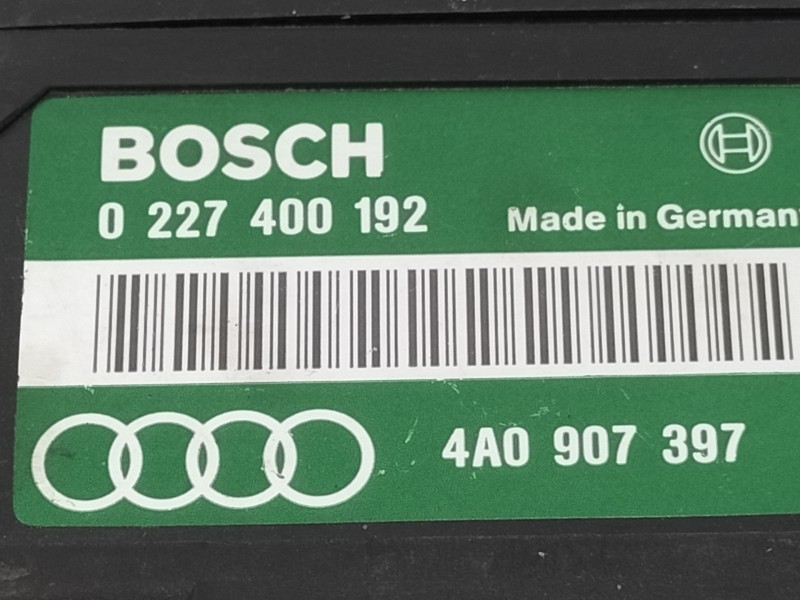 BOSCH
0 227 400 192
Made in German
4A0 907 397